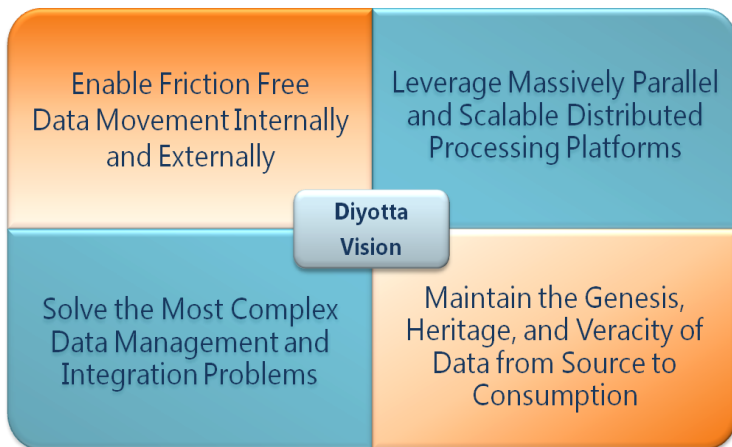 Enable Friction Free
Data Movement Internally
and Externally
Leverage Massively Parallel
and Scalable Distributed
Processing Platforms
Diyotta
Vision
Solve the Most Complex
Data Management and
Integration Problems
Maintain the Genesis,
Heritage, and Veracity of
Data from Source to
Consumption